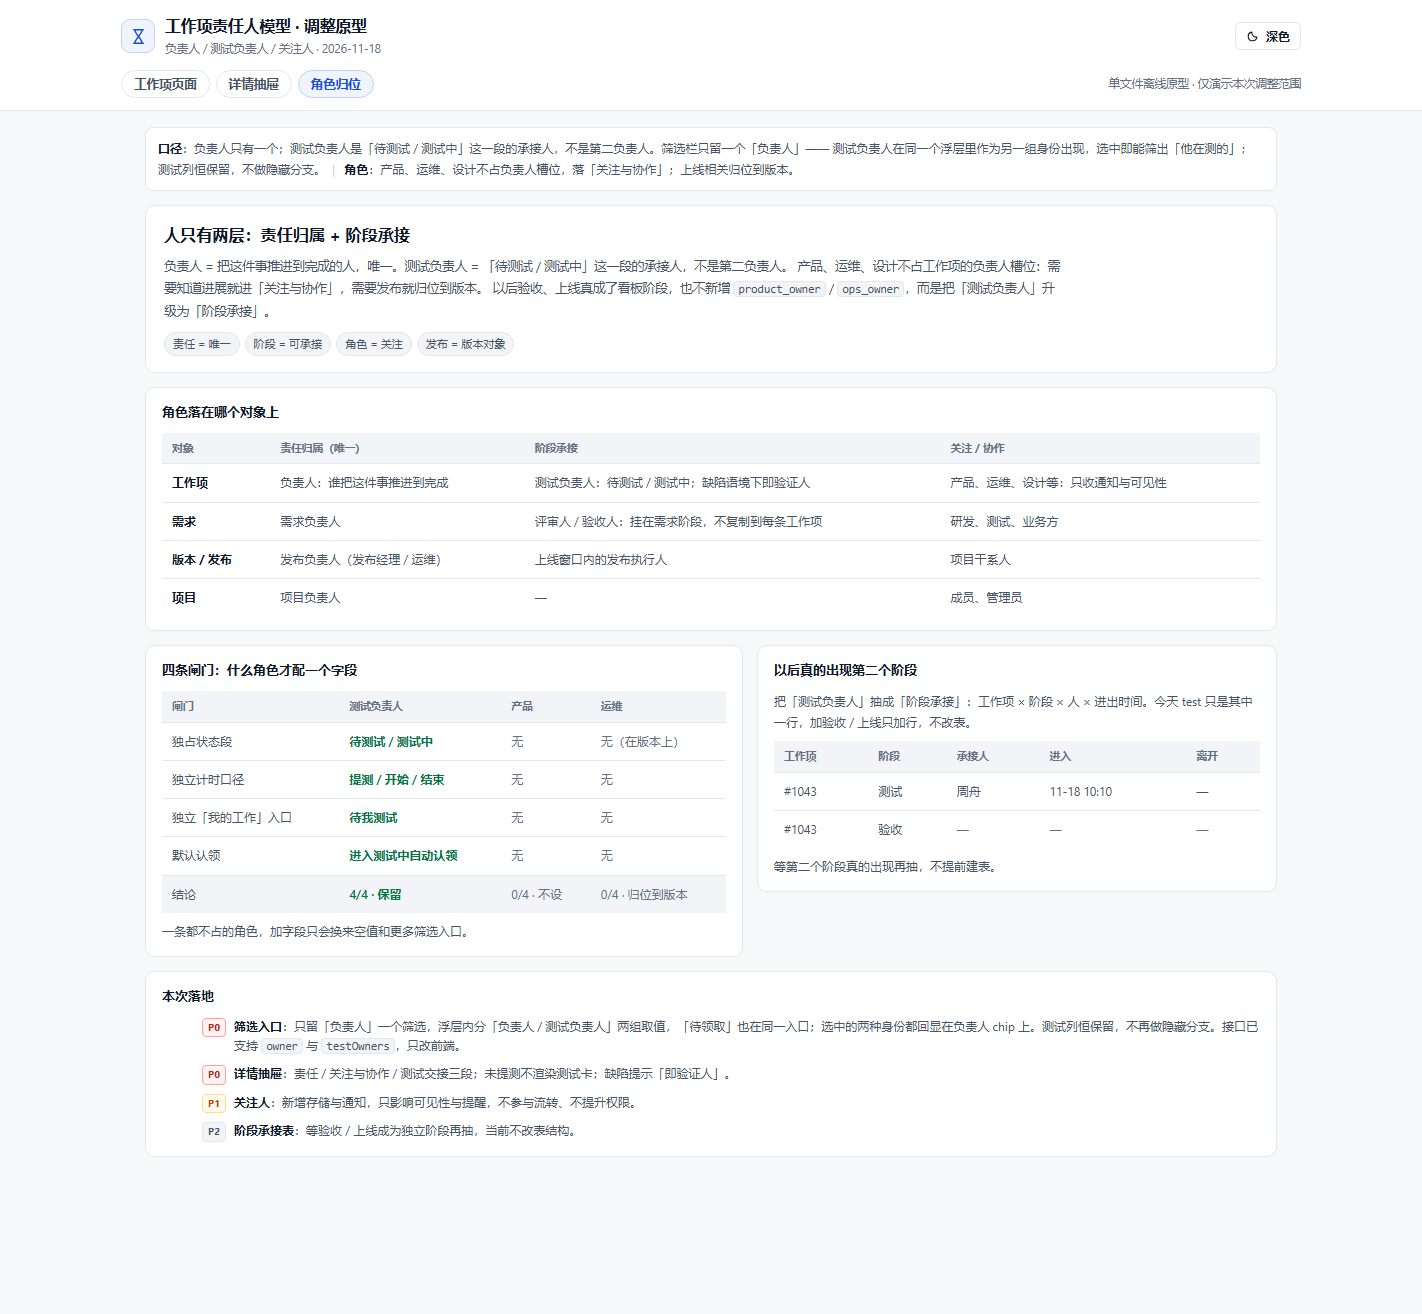 工作项责任人模型 · 调整原型
负责人 / 测试负责人 / 关注人 · 2026-11-18
深色
工作项页面
详情抽屉
角色归位
单文件离线原型 · 仅演示本次调整范围
口径：负责人只有一个；测试负责人是「待测试 / 测试中」这一段的承接人，不是第二负责人。筛选栏只留一个「负责人」—— 测试负责人在同一个浮层里作为另一组身份出现，选中即能筛出「他在测的」；
测试列恒保留，不做隐藏分支。 | 角色：产品、运维、设计不占负责人槽位，落「关注与协作」；上线相关归位到版本。
人只有两层：责任归属 + 阶段承接
负责人 = 把这件事推进到完成的人，唯一。测试负责人 = 「待测试 / 测试中」这一段的承接人，不是第二负责人。 产品、运维、设计不占工作项的负责人槽位：需
要知道进展就进「关注与协作」，需要发布就归位到版本。 以后验收、上线真成了看板阶段，也不新增 product_owner / ops_owner，而是把「测试负责人」升
级为「阶段承接」。
责任 = 唯一
阶段 = 可承接
角色 = 关注
发布 = 版本对象
角色落在哪个对象上
对象 责任归属（唯一） 阶段承接 关注 / 协作
工作项 负责人：谁把这件事推进到完成 测试负责人：待测试 / 测试中；缺陷语境下即验证人 产品、运维、设计等：只收通知与可见性
需求 需求负责人 评审人 / 验收人：挂在需求阶段，不复制到每条工作项 研发、测试、业务方
版本 / 发布 发布负责人（发布经理 / 运维） 上线窗口内的发布执行人 项目干系人
项目 项目负责人 — 成员、管理员
四条闸门：什么角色才配一个字段
闸门 测试负责人 产品 运维
独占状态段 待测试 / 测试中 无 无（在版本上）
独立计时口径 提测 / 开始 / 结束 无 无
独立「我的工作」入口 待我测试 无 无
默认认领 进入测试中自动认领 无 无
结论 4/4 · 保留 0/4 · 不设 0/4 · 归位到版本
一条都不占的角色，加字段只会换来空值和更多筛选入口。
以后真的出现第二个阶段
把「测试负责人」抽成「阶段承接」：工作项 × 阶段 × 人 × 进出时间。今天 test 只是其中
一行，加验收 / 上线只加行，不改表。
工作项 阶段 承接人 进入 离开
#1043 测试 周舟 11-18 10:10 —
#1043 验收 — — —
等第二个阶段真的出现再抽，不提前建表。
本次落地
P0 筛选入口：只留「负责人」一个筛选，浮层内分「负责人 / 测试负责人」两组取值，「待领取」也在同一入口；选中的两种身份都回显在负责人 chip 上。测试列恒保留，不再做隐藏分支。接口已
支持 owner 与 testOwners，只改前端。
P0 详情抽屉：责任 / 关注与协作 / 测试交接三段；未提测不渲染测试卡；缺陷提示「即验证人」。
P1 关注人：新增存储与通知，只影响可见性与提醒，不参与流转、不提升权限。
P2 阶段承接表：等验收 / 上线成为独立阶段再抽，当前不改表结构。